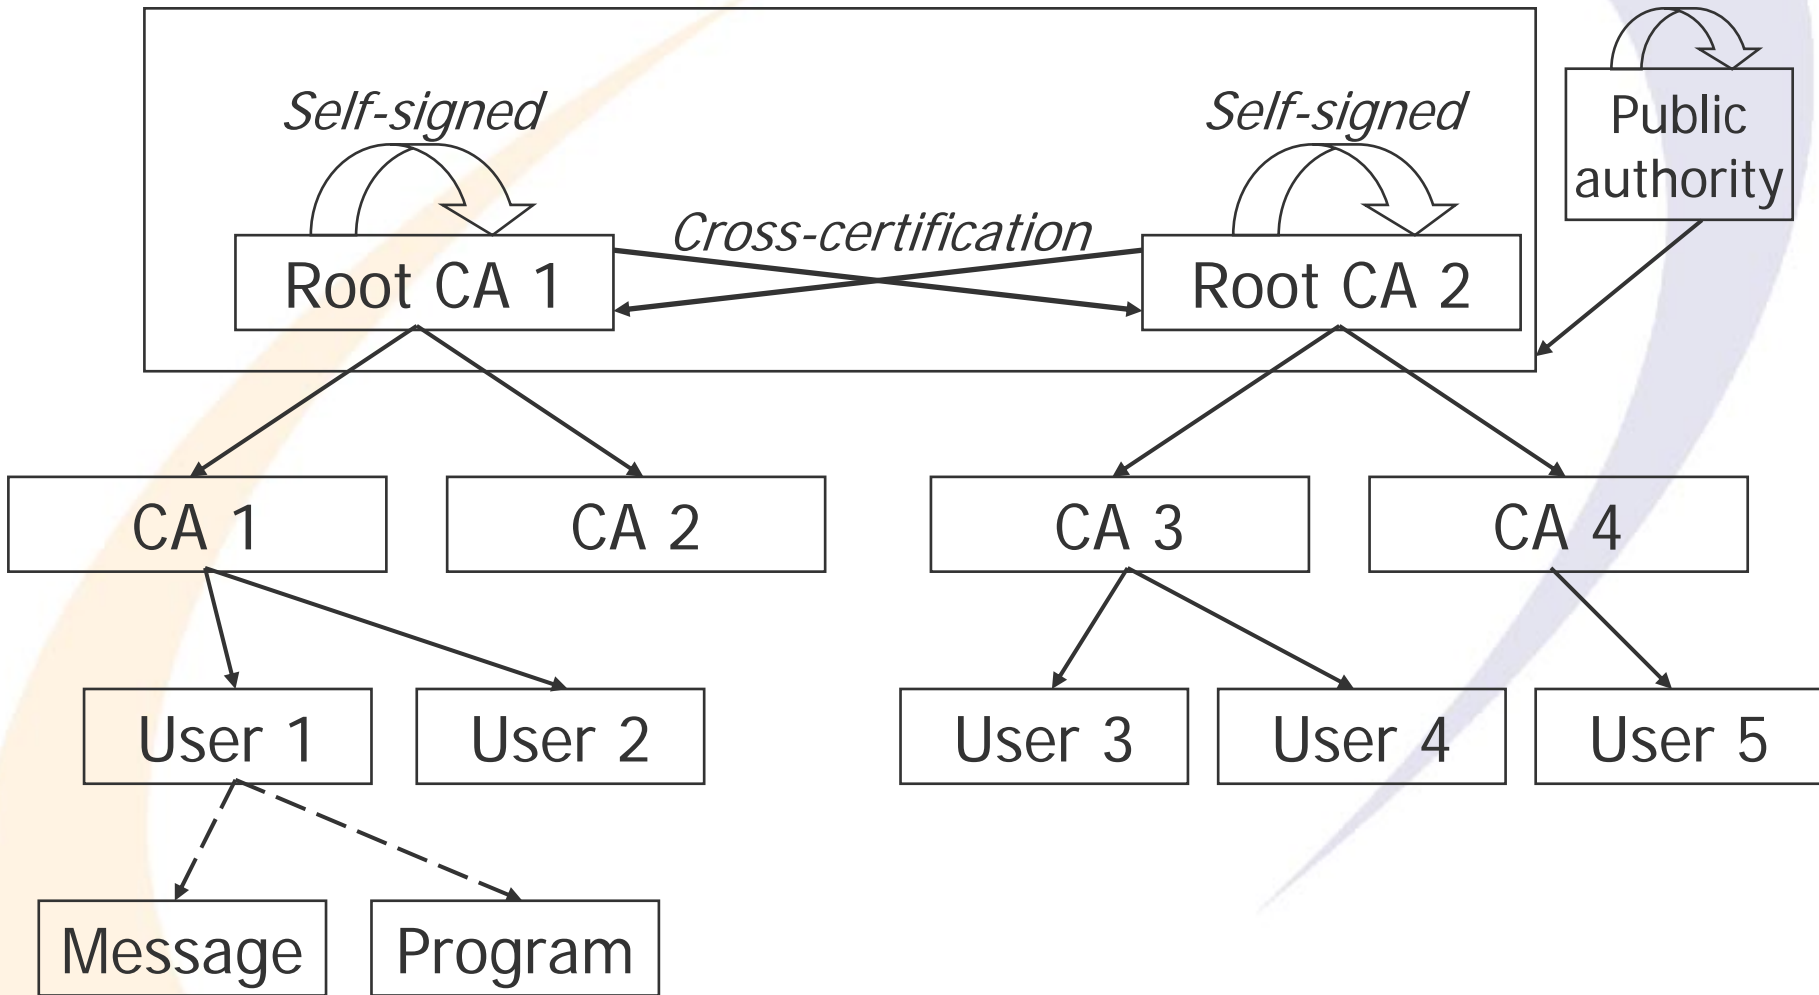 Self-signed
Self-signed
Public
authority
Cross-certification
Root CA 1
Root CA 2
CA 1
CA 2
CA 3
CA 4
User 1
User 2
User 3
User 4
User 5
Message
Program